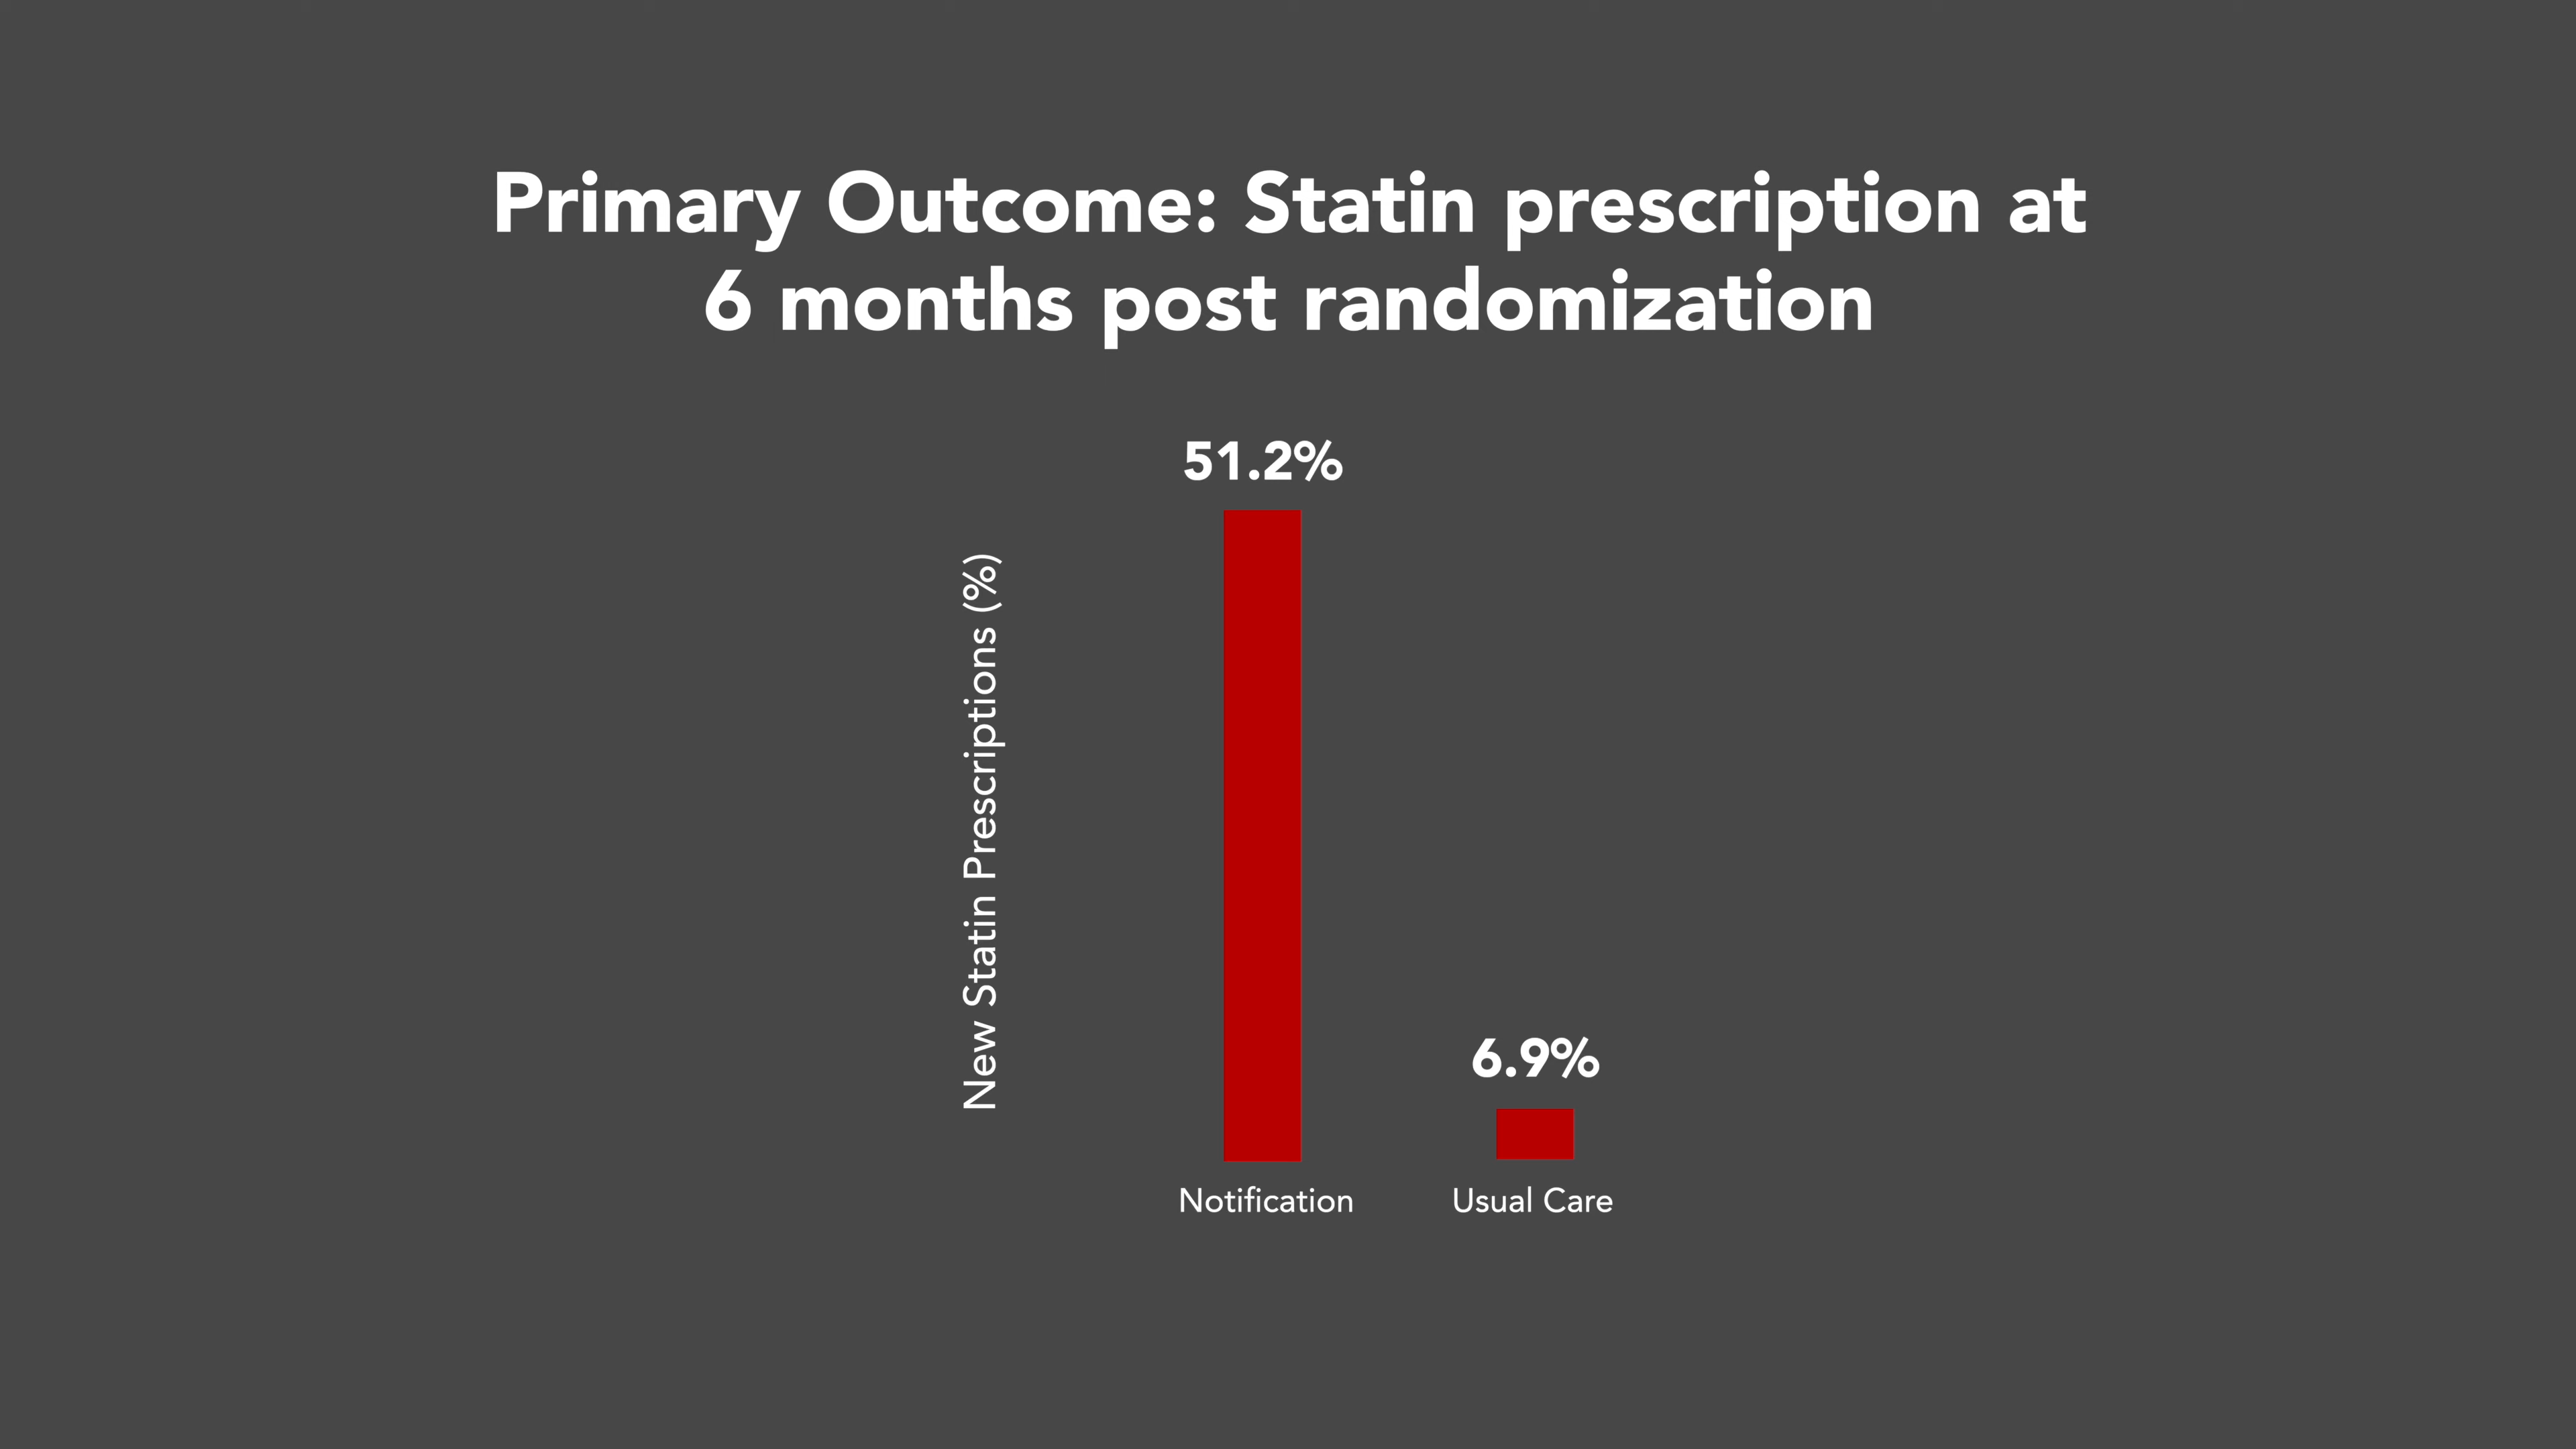 Primary Outcome: Statin prescription at
6 months post randomization
51.2%
New Statin Prescriptions (%)
6.9%
Notification
Usual Care